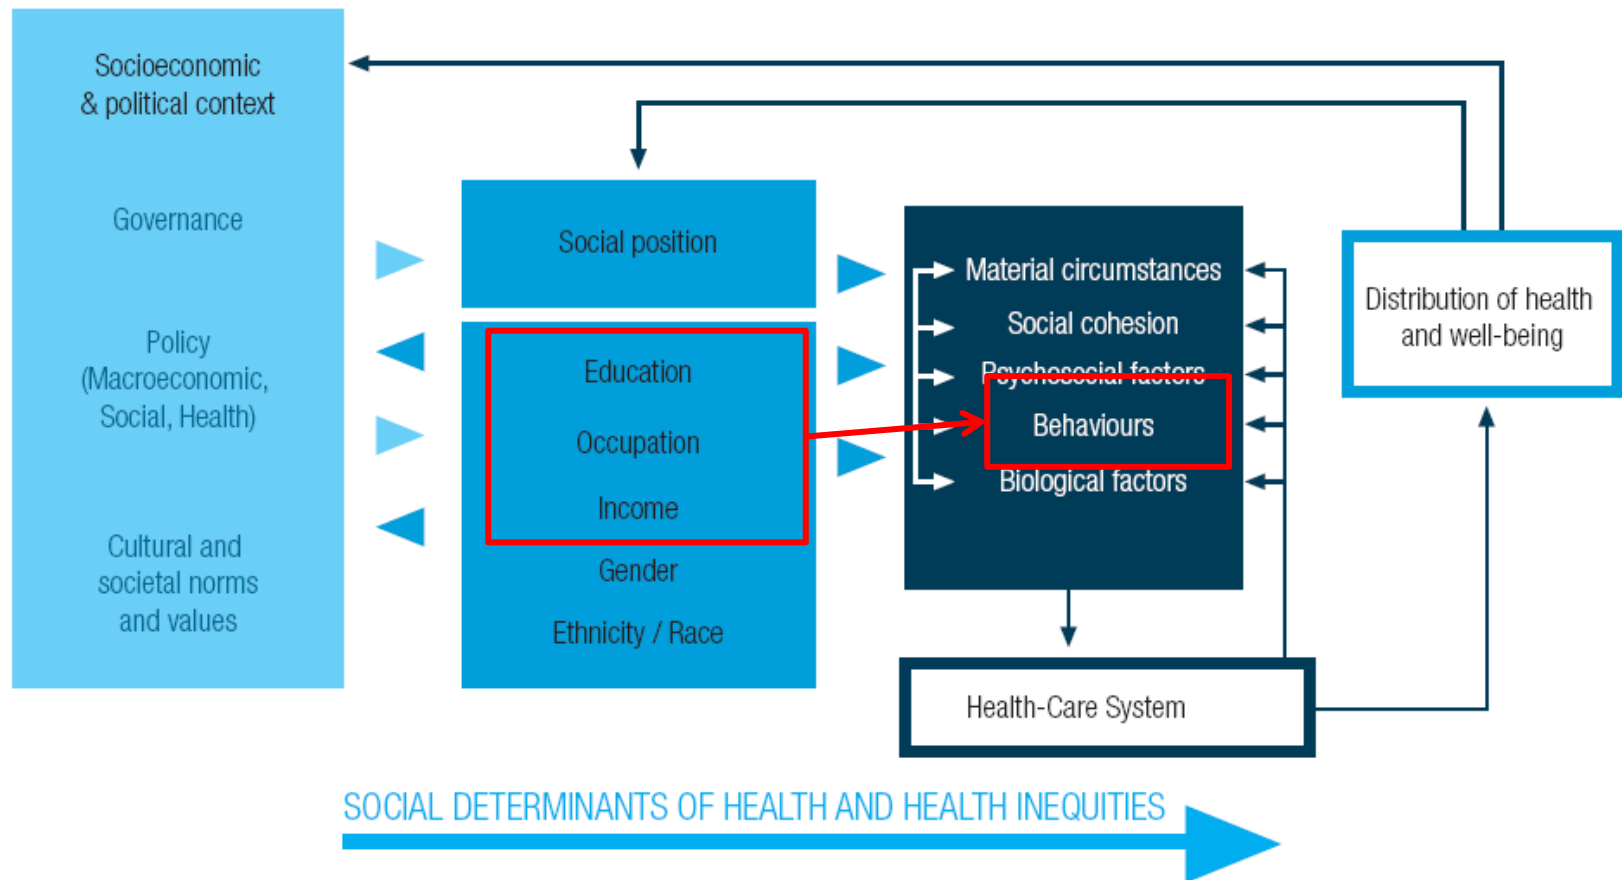 Socioeconomic
& political context
Governance
Policy
(Macroeconomic,
Social, Health)
Cultural and
societal norms
and values
Social position
Education
Occupation
Income
Gender
Ethnicity / Race
Material circumstances
Social cohesion
Psychosocial factors
Behaviours
Biological factors
Health-Care System
Distribution of health
and well-being
SOCIAL DETERMINANTS OF HEALTH AND HEALTH INEQUITIES